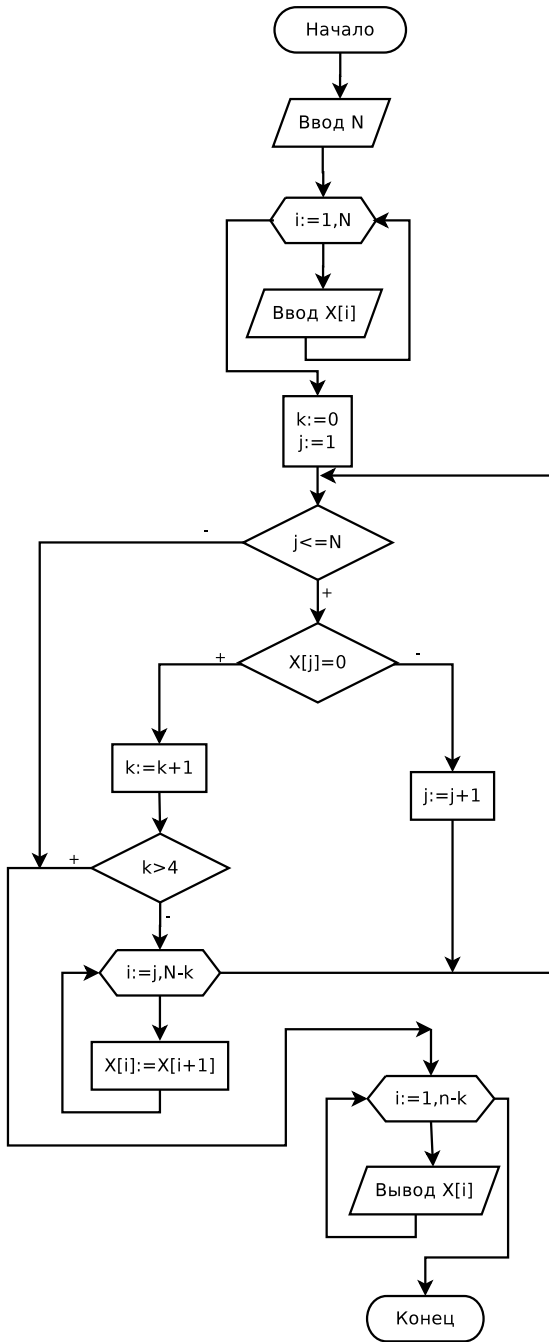 Начало
Ввод N
i:=1,N
Ввод X[i]
k:=0
j:=1
j<=N
-
+
X[j]=0
+
-
k:=k+1
j:=j+1
k>4
+
-
i:=j,N-k
X[i]:=X[i+1]
i:=1,n-k
Вывод X[i]
Конец